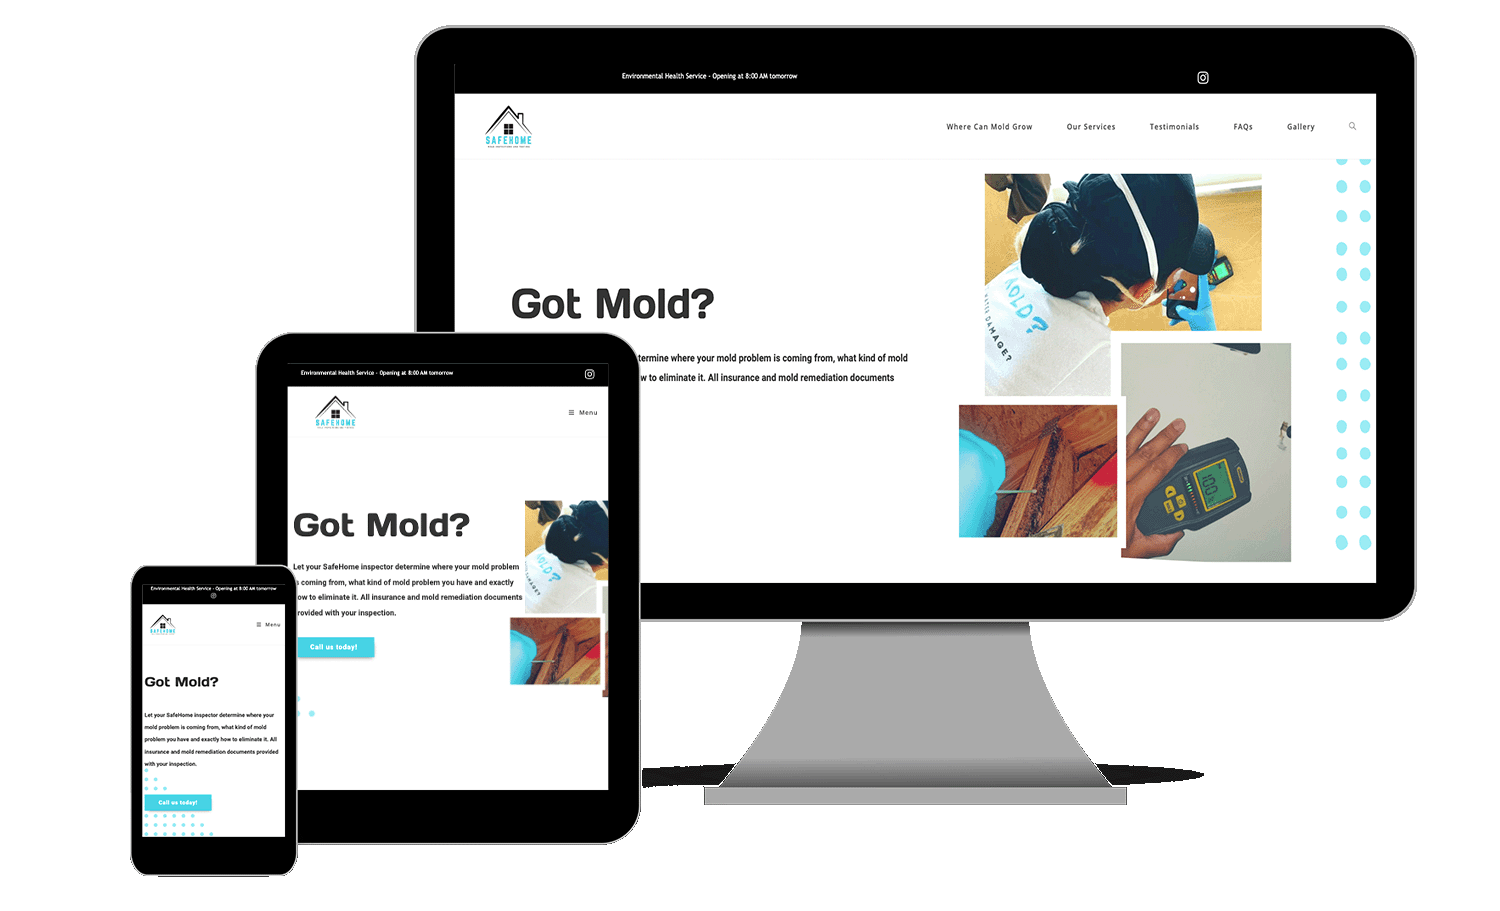 Environmental Health Service - Opening at 8:00 AM tomorrow
SAFEHOME
Where Can Mold Grow
Our Services
Testimonials
FAQs
Gallery
Got Mold?
termine where your mold problem is coming from, what kind of mold
w to eliminate it. All insurance and mold remediation documents
MOLD?
WATER DAMAGE?
100
Environmental Health Service - Opening at 8:00 AM tomorrow
SAFEHOME
Menu
Got Mold?
Let your SafeHome inspector determine where your mold problem
s coming from, what kind of mold problem you have and exactly
ow to eliminate it. All insurance and mold remediation documents
rovided with your inspection.
Call us today!
Environmental Health Service - Opening at 8:00 AM tomorrow
SAFEHOME
Menu
Got Mold?
Let your SafeHome inspector determine where your
mold problem is coming from, what kind of mold
problem you have and exactly how to eliminate it. All
insurance and mold remediation documents provided
with your inspection.
Call us today!